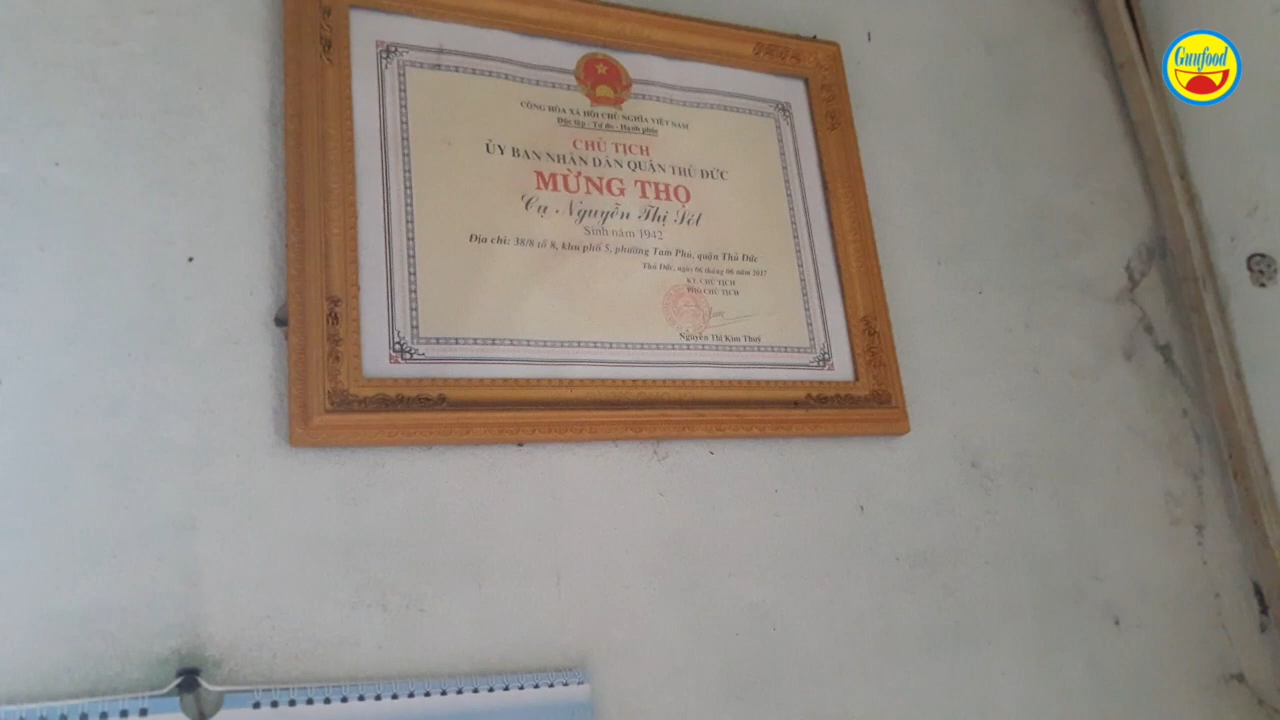 Guufood
CỘNG HÒA XÃ HỘI CHỦ NGHĨA VIỆT NAM
Độc lập - Tự do - Hạnh phúc
CHỦ TỊCH
ỦY BAN NHÂN DÂN QUẬN THỦ ĐỨC
MỪNG THỌ
Cụ Nguyễn Thị Sét
Sinh năm 1942
Địa chỉ: 38/8 tổ 8, khu phố 5, phường Tam Phú, quận Thủ Đức
Thủ Đức, ngày 06 tháng 06 năm 2017
KT. CHỦ TỊCH
PHÓ CHỦ TỊCH
Nguyễn Thị Kim Thuý